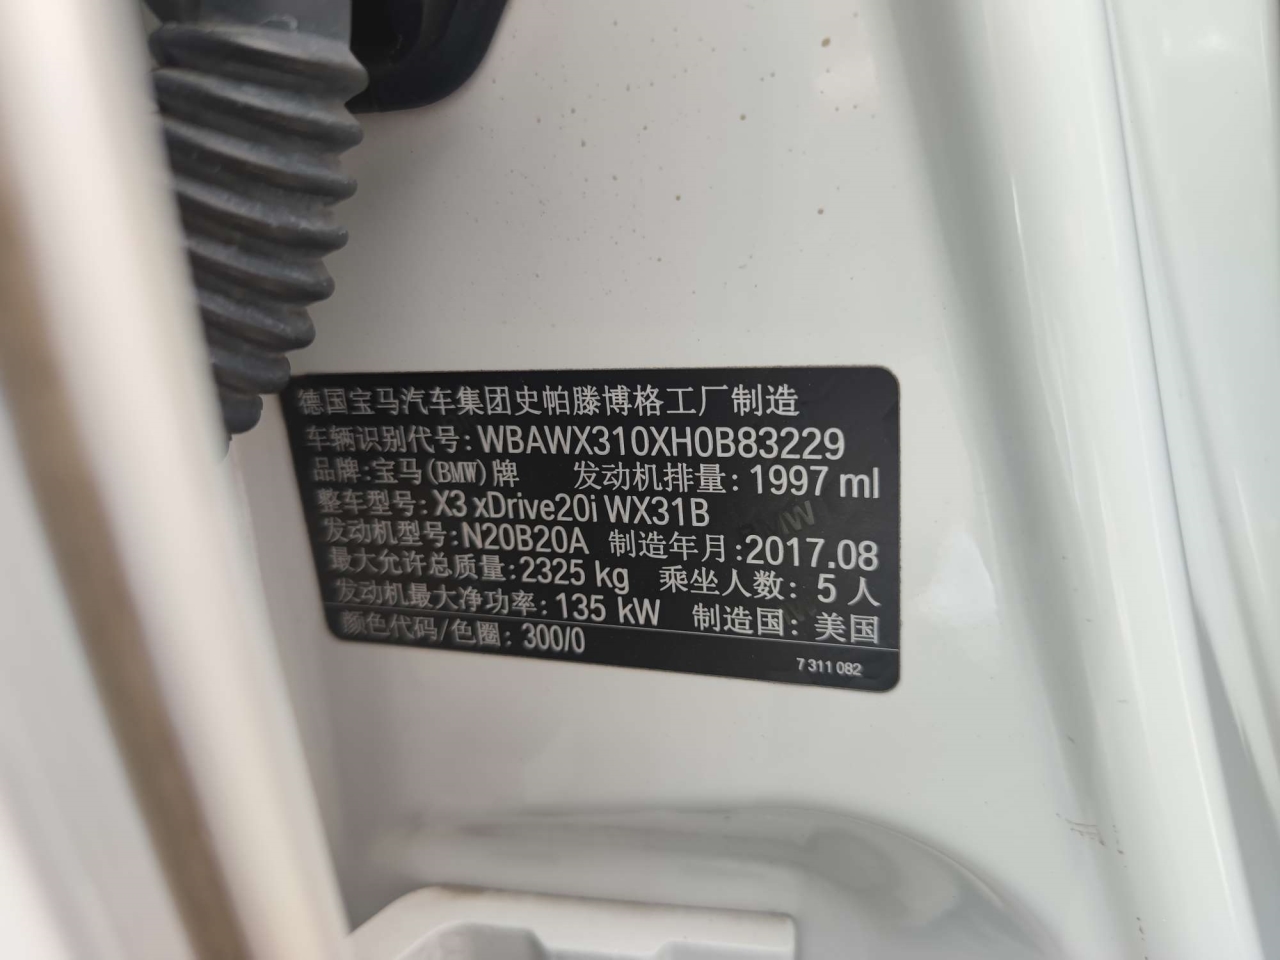 德国宝马汽车集团史帕滕博格工厂制造
车辆识别代号: WBAWX310XH0B83229
品牌:宝马(BMW)牌 发动机排量: 1997 ml
整车型号: X3 xDrive20i WX31B
发动机型号: N20B20A 制造年月:2017.08
最大允许总质量:2325 kg 乘坐人数: 5 人
发动机最大净功率: 135 kW 制造国: 美国
颜色代码/色圈: 300/0
7 311 082